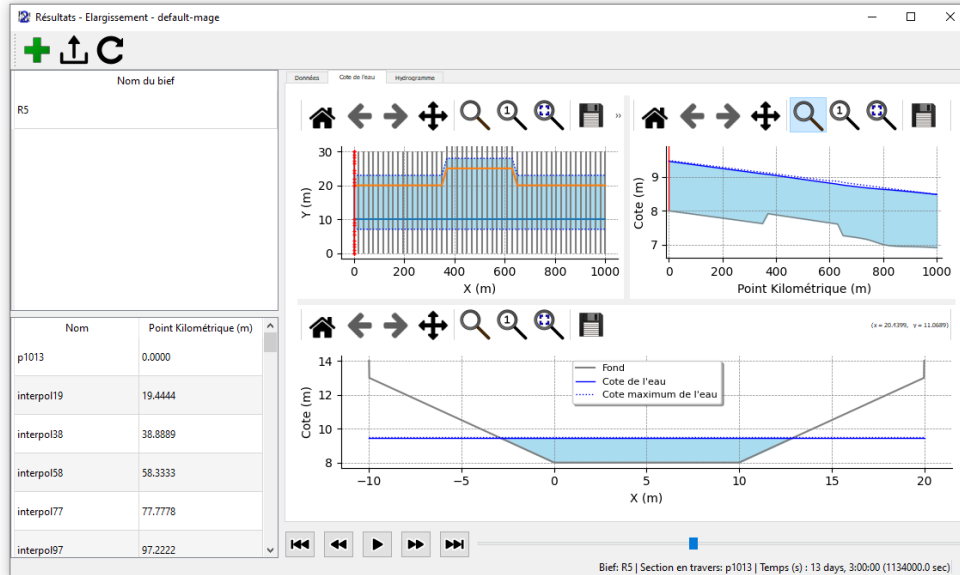 Résultats - Elargissement - default-mage
Nom du bief
R5
Nom Point Kilométrique (m)
p1013 0.0000
interpol19 19.4444
interpol38 38.8889
interpol58 58.3333
interpol77 77.7778
interpol97 97.2222
Données Cote de l'eau Hydrogramme
1
»
30
20
10
0
Y (m)
0 200 400 600 800 1000
X (m)
1
9
8
7
Cote (m)
0 200 400 600 800 1000
Point Kilométrique (m)
1
(x = 20.4399, y = 11.0689)
14
12
10
8
Cote (m)
Fond
Cote de l'eau
Cote maximum de l'eau
−10 −5 0 5 10 15 20
X (m)
Bief: R5 | Section en travers: p1013 | Temps (s) : 13 days, 3:00:00 (1134000.0 sec)